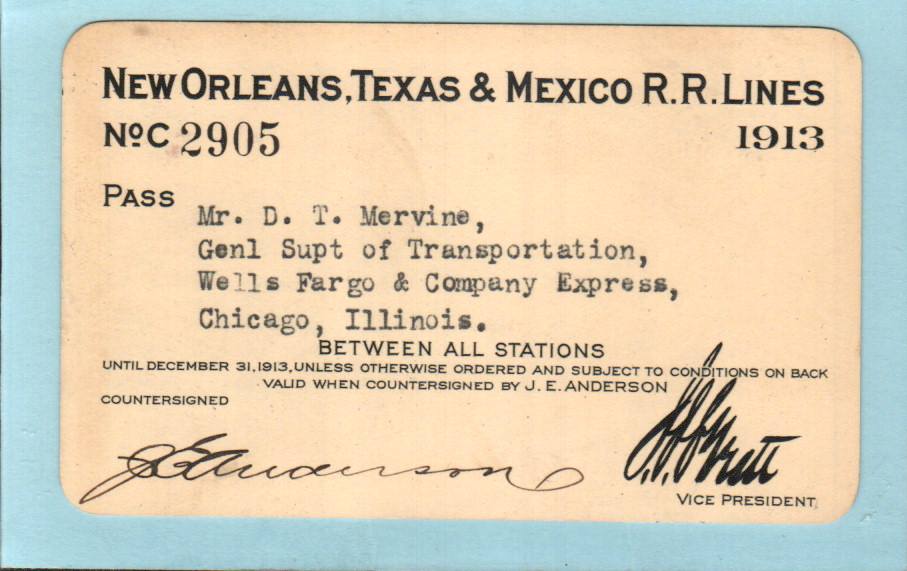 NEW ORLEANS, TEXAS & MEXICO R.R. LINES
No C 2905 1913
PASS
Mr. D. T. Mervine,
Genl Supt of Transportation,
Wells Fargo & Company Express,
Chicago, Illinois.
BETWEEN ALL STATIONS
UNTIL DECEMBER 31, 1913, UNLESS OTHERWISE ORDERED AND SUBJECT TO CONDITIONS ON BACK
VALID WHEN COUNTERSIGNED BY J. E. ANDERSON
COUNTERSIGNED
J E Anderson
VICE PRESIDENT